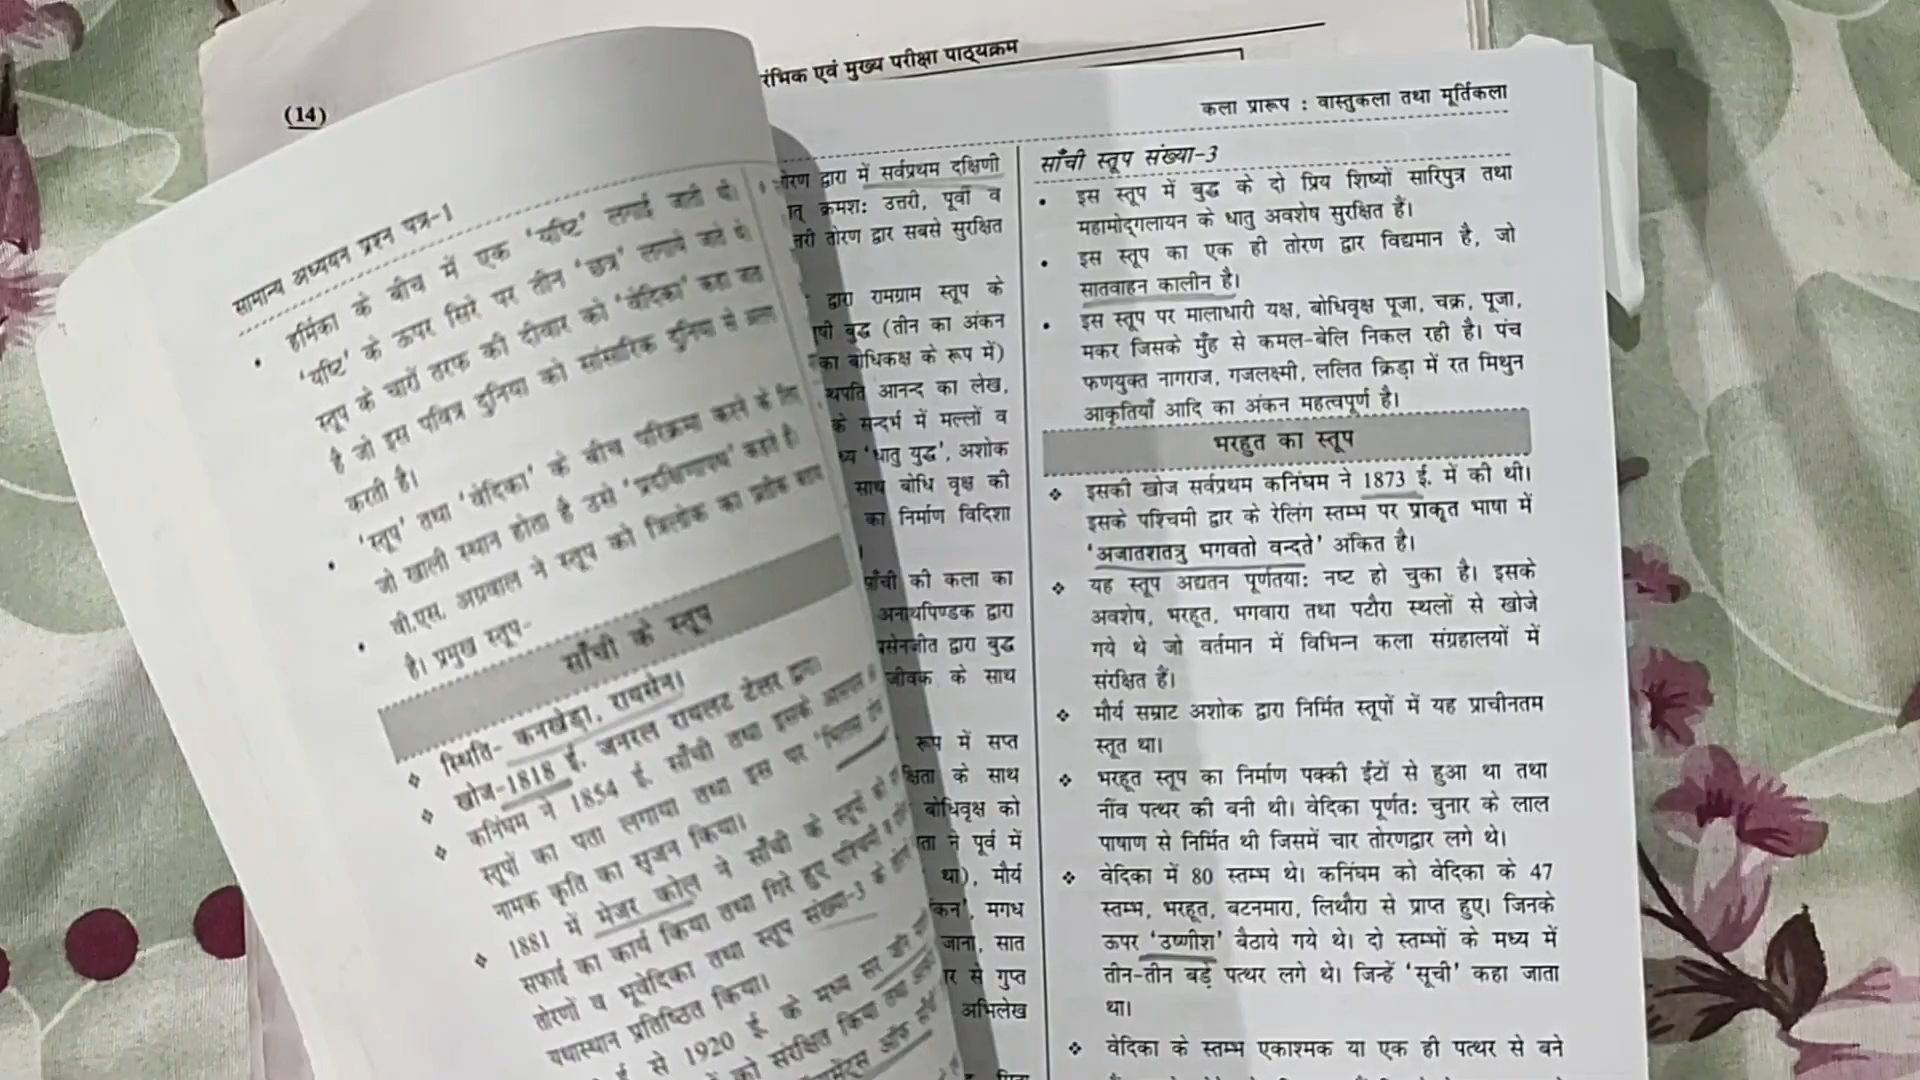 रंभिक एवं मुख्य परीक्षा पाठ्यक्रम
(14)
सामान्य अध्ययन प्रश्न पत्र-1
हर्मिका के बीच में एक 'यष्टि' लगाई जाती थी।
'यष्टि' के ऊपर सिरे पर तीन 'छत्र' लगाये जाते थे।
स्तूप के चारों तरफ की दीवार को 'वेदिका' कहा
है जो इस पवित्र दुनिया को सांसारिक दुनिया से
करती है।
'स्तूप' तथा 'वेदिका' के बीच परिक्रमा करने के लिए
जो खाली स्थान होता है उसे 'प्रदक्षिणापथ' कहते है।
वी.एस. अग्रवाल ने स्तूप को त्रिलोक का प्रतीक
है। प्रमुख स्तूप-
साँची के स्तूप
स्थिति- कनखेड़ा, रायसेन।
खोज-1818 ई. जनरल रायलट टेलर द्वारा
कनिंघम ने 1854 ई. साँची तथा इसके
स्तूपों का पता लगाया तथा इस पर
नामक कृति का सृजन किया।
1881 में मेजर कोल ने साँची के स्तूपों
सफाई का कार्य किया तथा गिरे हुए
तोरणों व भूवेदिका तथा स्तूप संख्या-3 के
यथास्थान प्रतिष्ठित किया।
ई. से 1920 ई. के मध्य सर जॉन
को संरक्षित किया तथा
कला प्रारूप : वास्तुकला तथा मूर्तिकला
द्वारा में सर्वप्रथम दक्षिणी
क्रमश: उत्तरी, पूर्वी व
तोरण द्वार सबसे सुरक्षित
द्वारा रामग्राम स्तूप के
बुद्ध (तीन का अंकन
का बोधिकक्ष के रूप में)
आनन्द का लेख,
के सन्दर्भ में मल्लों व
'धातु युद्ध', अशोक
साथ बोधि वृक्ष की
का निर्माण विदिशा
की कला का
अनाथपिण्डक द्वारा
द्वारा बुद्ध
जीवक के साथ
रूप में सप्त
के साथ
बोधिवृक्ष को
ने पूर्व में
था), मौर्य
मगध
जाना, सात
से गुप्त
अभिलेख
साँची स्तूप संख्या-3
• इस स्तूप में बुद्ध के दो प्रिय शिष्यों सारिपुत्र तथा
महामोद्गलायन के धातु अवशेष सुरक्षित हैं।
• इस स्तूप का एक ही तोरण द्वार विद्यमान है, जो
सातवाहन कालीन है।
• इस स्तूप पर मालाधारी यक्ष, बोधिवृक्ष पूजा, चक्र, पूजा,
मकर जिसके मुँह से कमल-बेलि निकल रही है। पंच
फणयुक्त नागराज, गजलक्ष्मी, ललित क्रिड़ा में रत मिथुन
आकृतियाँ आदि का अंकन महत्वपूर्ण है।
भरहुत का स्तूप
❖ इसकी खोज सर्वप्रथम कनिंघम ने 1873 ई. में की थी।
इसके पश्चिमी द्वार के रेलिंग स्तम्भ पर प्राकृत भाषा में
'अजातशतत्रु भगवतो वन्दते' अंकित है।
❖ यह स्तूप अद्यतन पूर्णतया: नष्ट हो चुका है। इसके
अवशेष, भरहूत, भगवारा तथा पटौरा स्थलों से खोजे
गये थे जो वर्तमान में विभिन्न कला संग्रहालयों में
संरक्षित हैं।
❖ मौर्य सम्राट अशोक द्वारा निर्मित स्तूपों में यह प्राचीनतम
स्तूत था।
❖ भरहूत स्तूप का निर्माण पक्की ईंटों से हुआ था तथा
नींव पत्थर की बनी थी। वेदिका पूर्णत: चुनार के लाल
पाषाण से निर्मित थी जिसमें चार तोरणद्वार लगे थे।
❖ वेदिका में 80 स्तम्भ थे। कनिंघम को वेदिका के 47
स्तम्भ, भरहूत, बटनमारा, लिथौरा से प्राप्त हुए। जिनके
ऊपर 'उष्णीश' बैठाये गये थे। दो स्तम्भों के मध्य में
तीन-तीन बड़े पत्थर लगे थे। जिन्हें 'सूची' कहा जाता
था।
❖ वेदिका के स्तम्भ एकाश्मक या एक ही पत्थर से बने